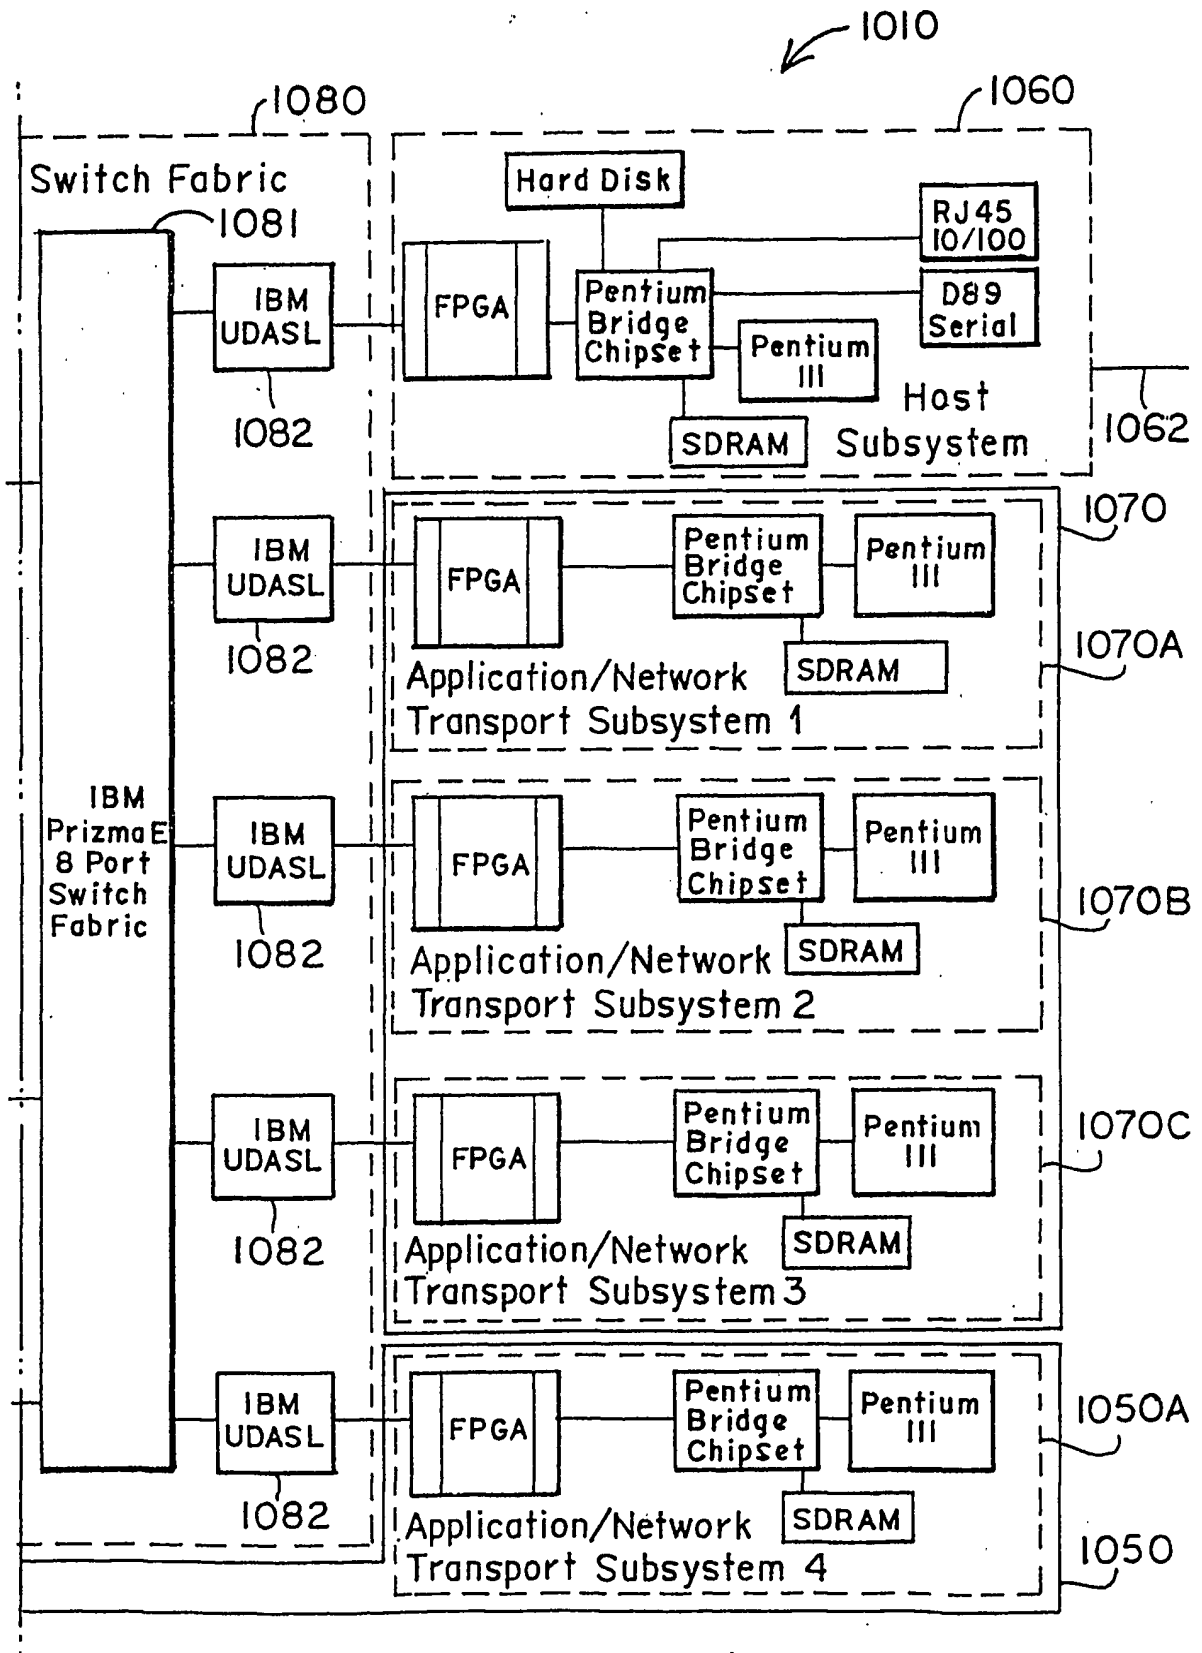 1010
1080
1060
Switch Fabric
1081
Hard Disk
RJ45
10/100
IBM
UDASL
FPGA
Pentium
Bridge
Chipset
D89
Serial
Pentium
III
1082
SDRAM
Host
Subsystem
1062
1070
IBM
UDASL
FPGA
Pentium
Bridge
Chipset
Pentium
III
1082
SDRAM
1070A
Application/Network
Transport Subsystem 1
IBM
PrizmaE
8 Port
Switch
Fabric
IBM
UDASL
FPGA
Pentium
Bridge
Chipset
Pentium
III
1082
SDRAM
1070B
Application/Network
Transport Subsystem 2
IBM
UDASL
FPGA
Pentium
Bridge
Chipset
Pentium
III
1070C
1082
SDRAM
Application/Network
Transport Subsystem 3
IBM
UDASL
FPGA
Pentium
Bridge
Chipset
Pentium
III
1050A
1082
SDRAM
Application/Network
Transport Subsystem 4
1050